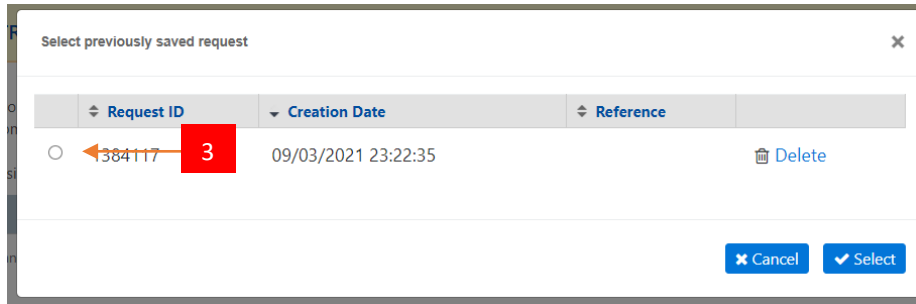 Select previously saved request
Request ID Creation Date Reference
1384117 3 09/03/2021 23:22:35 Delete
Cancel Select